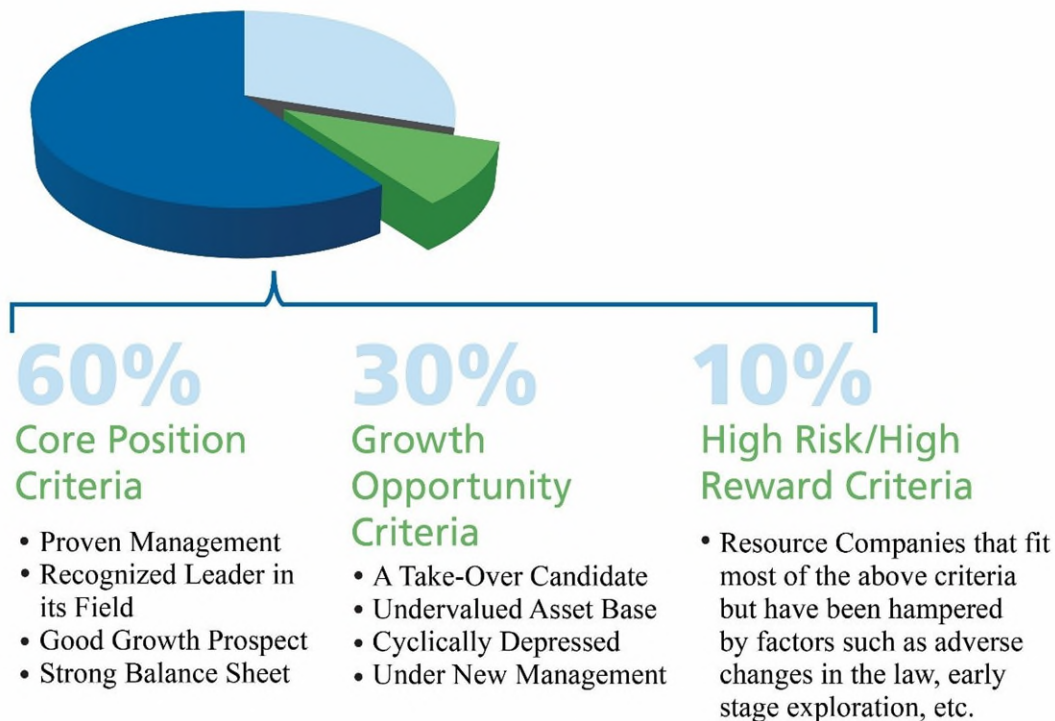 60%
Core Position
Criteria
• Proven Management
• Recognized Leader in
its Field
• Good Growth Prospect
• Strong Balance Sheet
30%
Growth
Opportunity
Criteria
• A Take-Over Candidate
• Undervalued Asset Base
• Cyclically Depressed
• Under New Management
10%
High Risk/High
Reward Criteria
• Resource Companies that fit
most of the above criteria
but have been hampered
by factors such as adverse
changes in the law, early
stage exploration, etc.